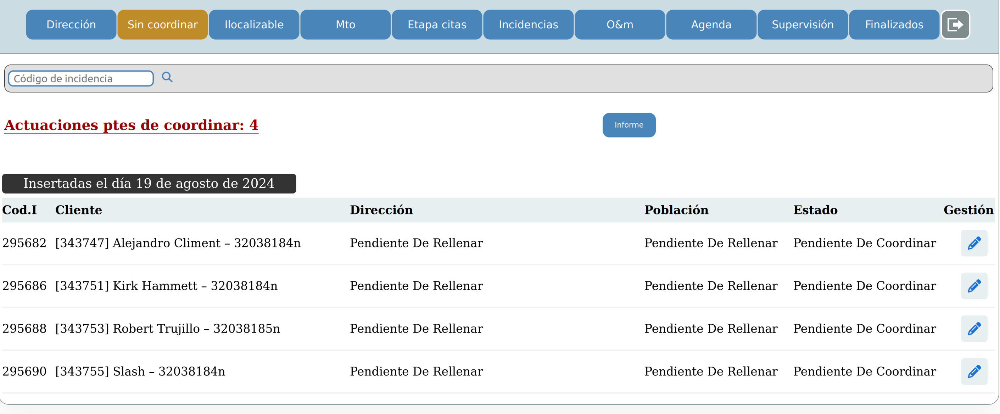 Dirección Sin coordinar Ilocalizable Mto Etapa citas Incidencias O&m Agenda Supervisión Finalizados
Código de incidencia
Actuaciones ptes de coordinar: 4 Informe
Insertadas el día 19 de agosto de 2024
Cod.I Cliente Dirección Población Estado Gestión
295682 [343747] Alejandro Climent – 32038184n Pendiente De Rellenar Pendiente De Rellenar Pendiente De Coordinar
295686 [343751] Kirk Hammett – 32038184n Pendiente De Rellenar Pendiente De Rellenar Pendiente De Coordinar
295688 [343753] Robert Trujillo – 32038185n Pendiente De Rellenar Pendiente De Rellenar Pendiente De Coordinar
295690 [343755] Slash – 32038184n Pendiente De Rellenar Pendiente De Rellenar Pendiente De Coordinar